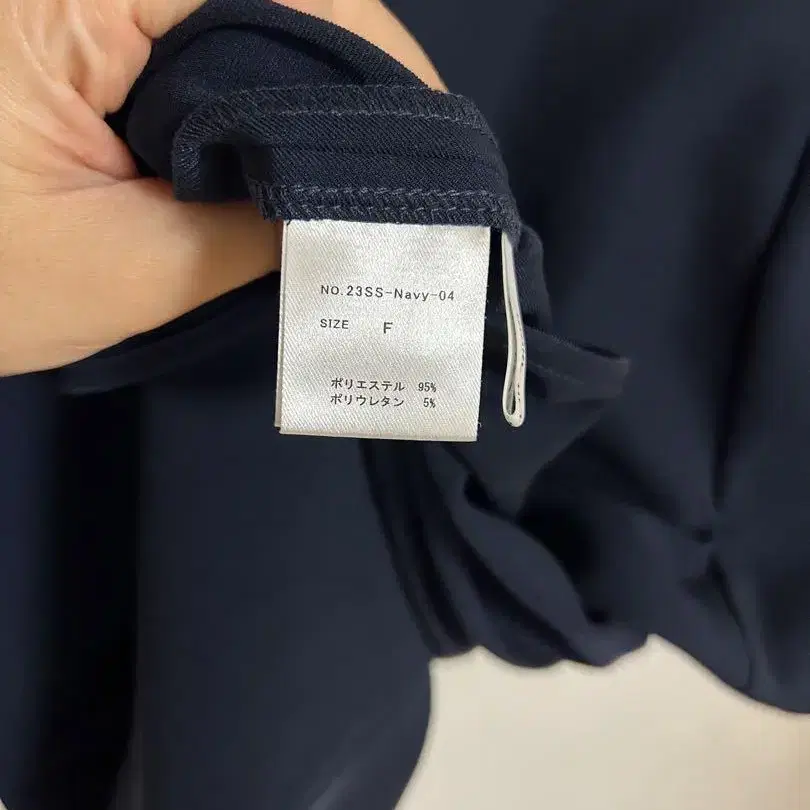 NO.23SS-Navy-04
SIZE F
ポリエステル 95%
ポリウレタン 5%